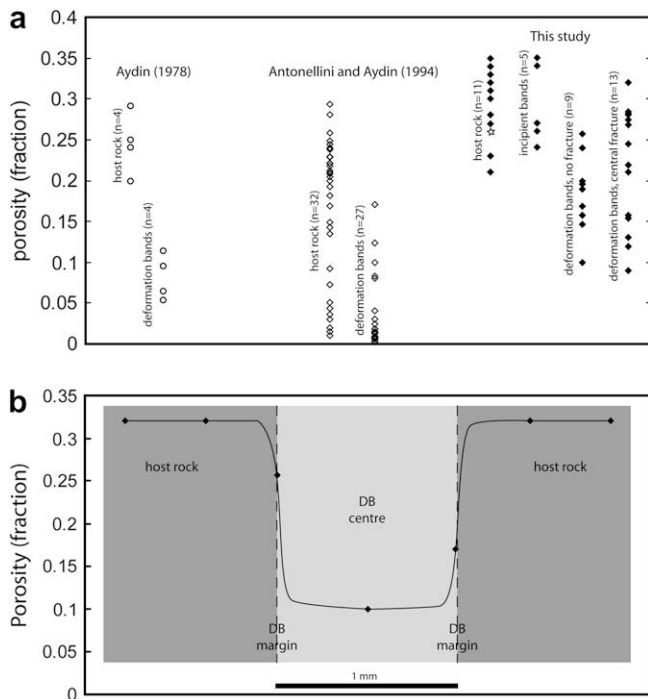 a
0.4
0.35
0.3
0.25
0.2
0.15
0.1
0.05
0
porosity (fraction)
Aydin (1978)
host rock (n=4)
deformation bands (n=4)
Antonellini and Aydin (1994)
host rock (n=32)
deformation bands (n=27)
This study
host rock (n=11)
incipient bands (n=5)
deformation bands, no fracture (n=9)
deformation bands, central fracture (n=13)
b
0.35
0.3
0.25
0.2
0.15
0.1
0.05
0
Porosity (fraction)
host rock
DB
centre
host rock
DB
margin
DB
margin
1 mm